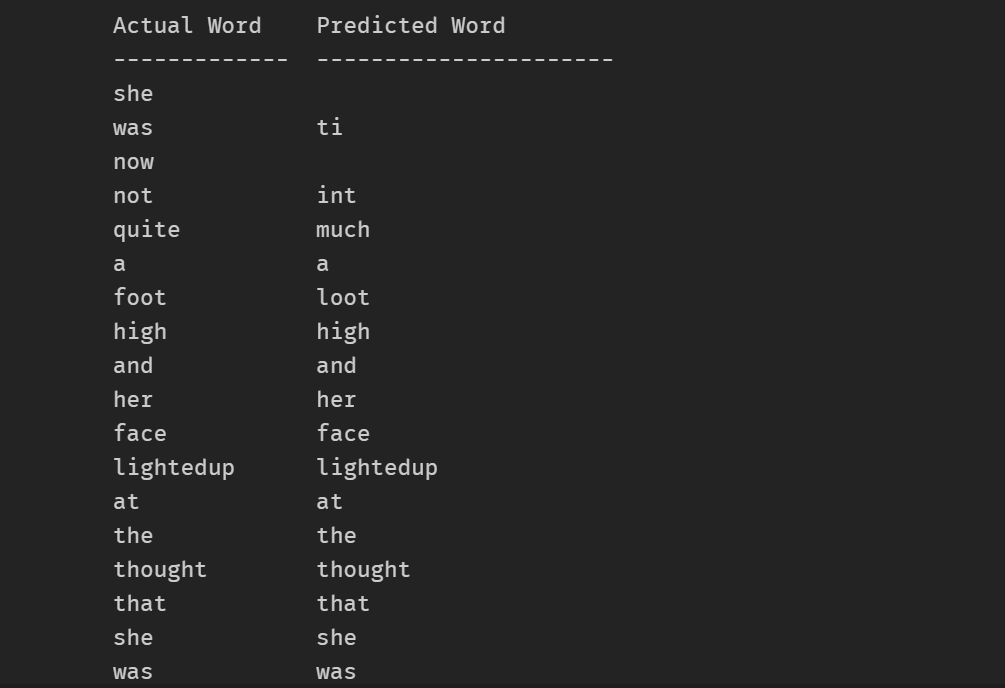 Actual Word Predicted Word
------------- ----------------------
she
was ti
now
not int
quite much
a a
foot loot
high high
and and
her her
face face
lightedup lightedup
at at
the the
thought thought
that that
she she
was was